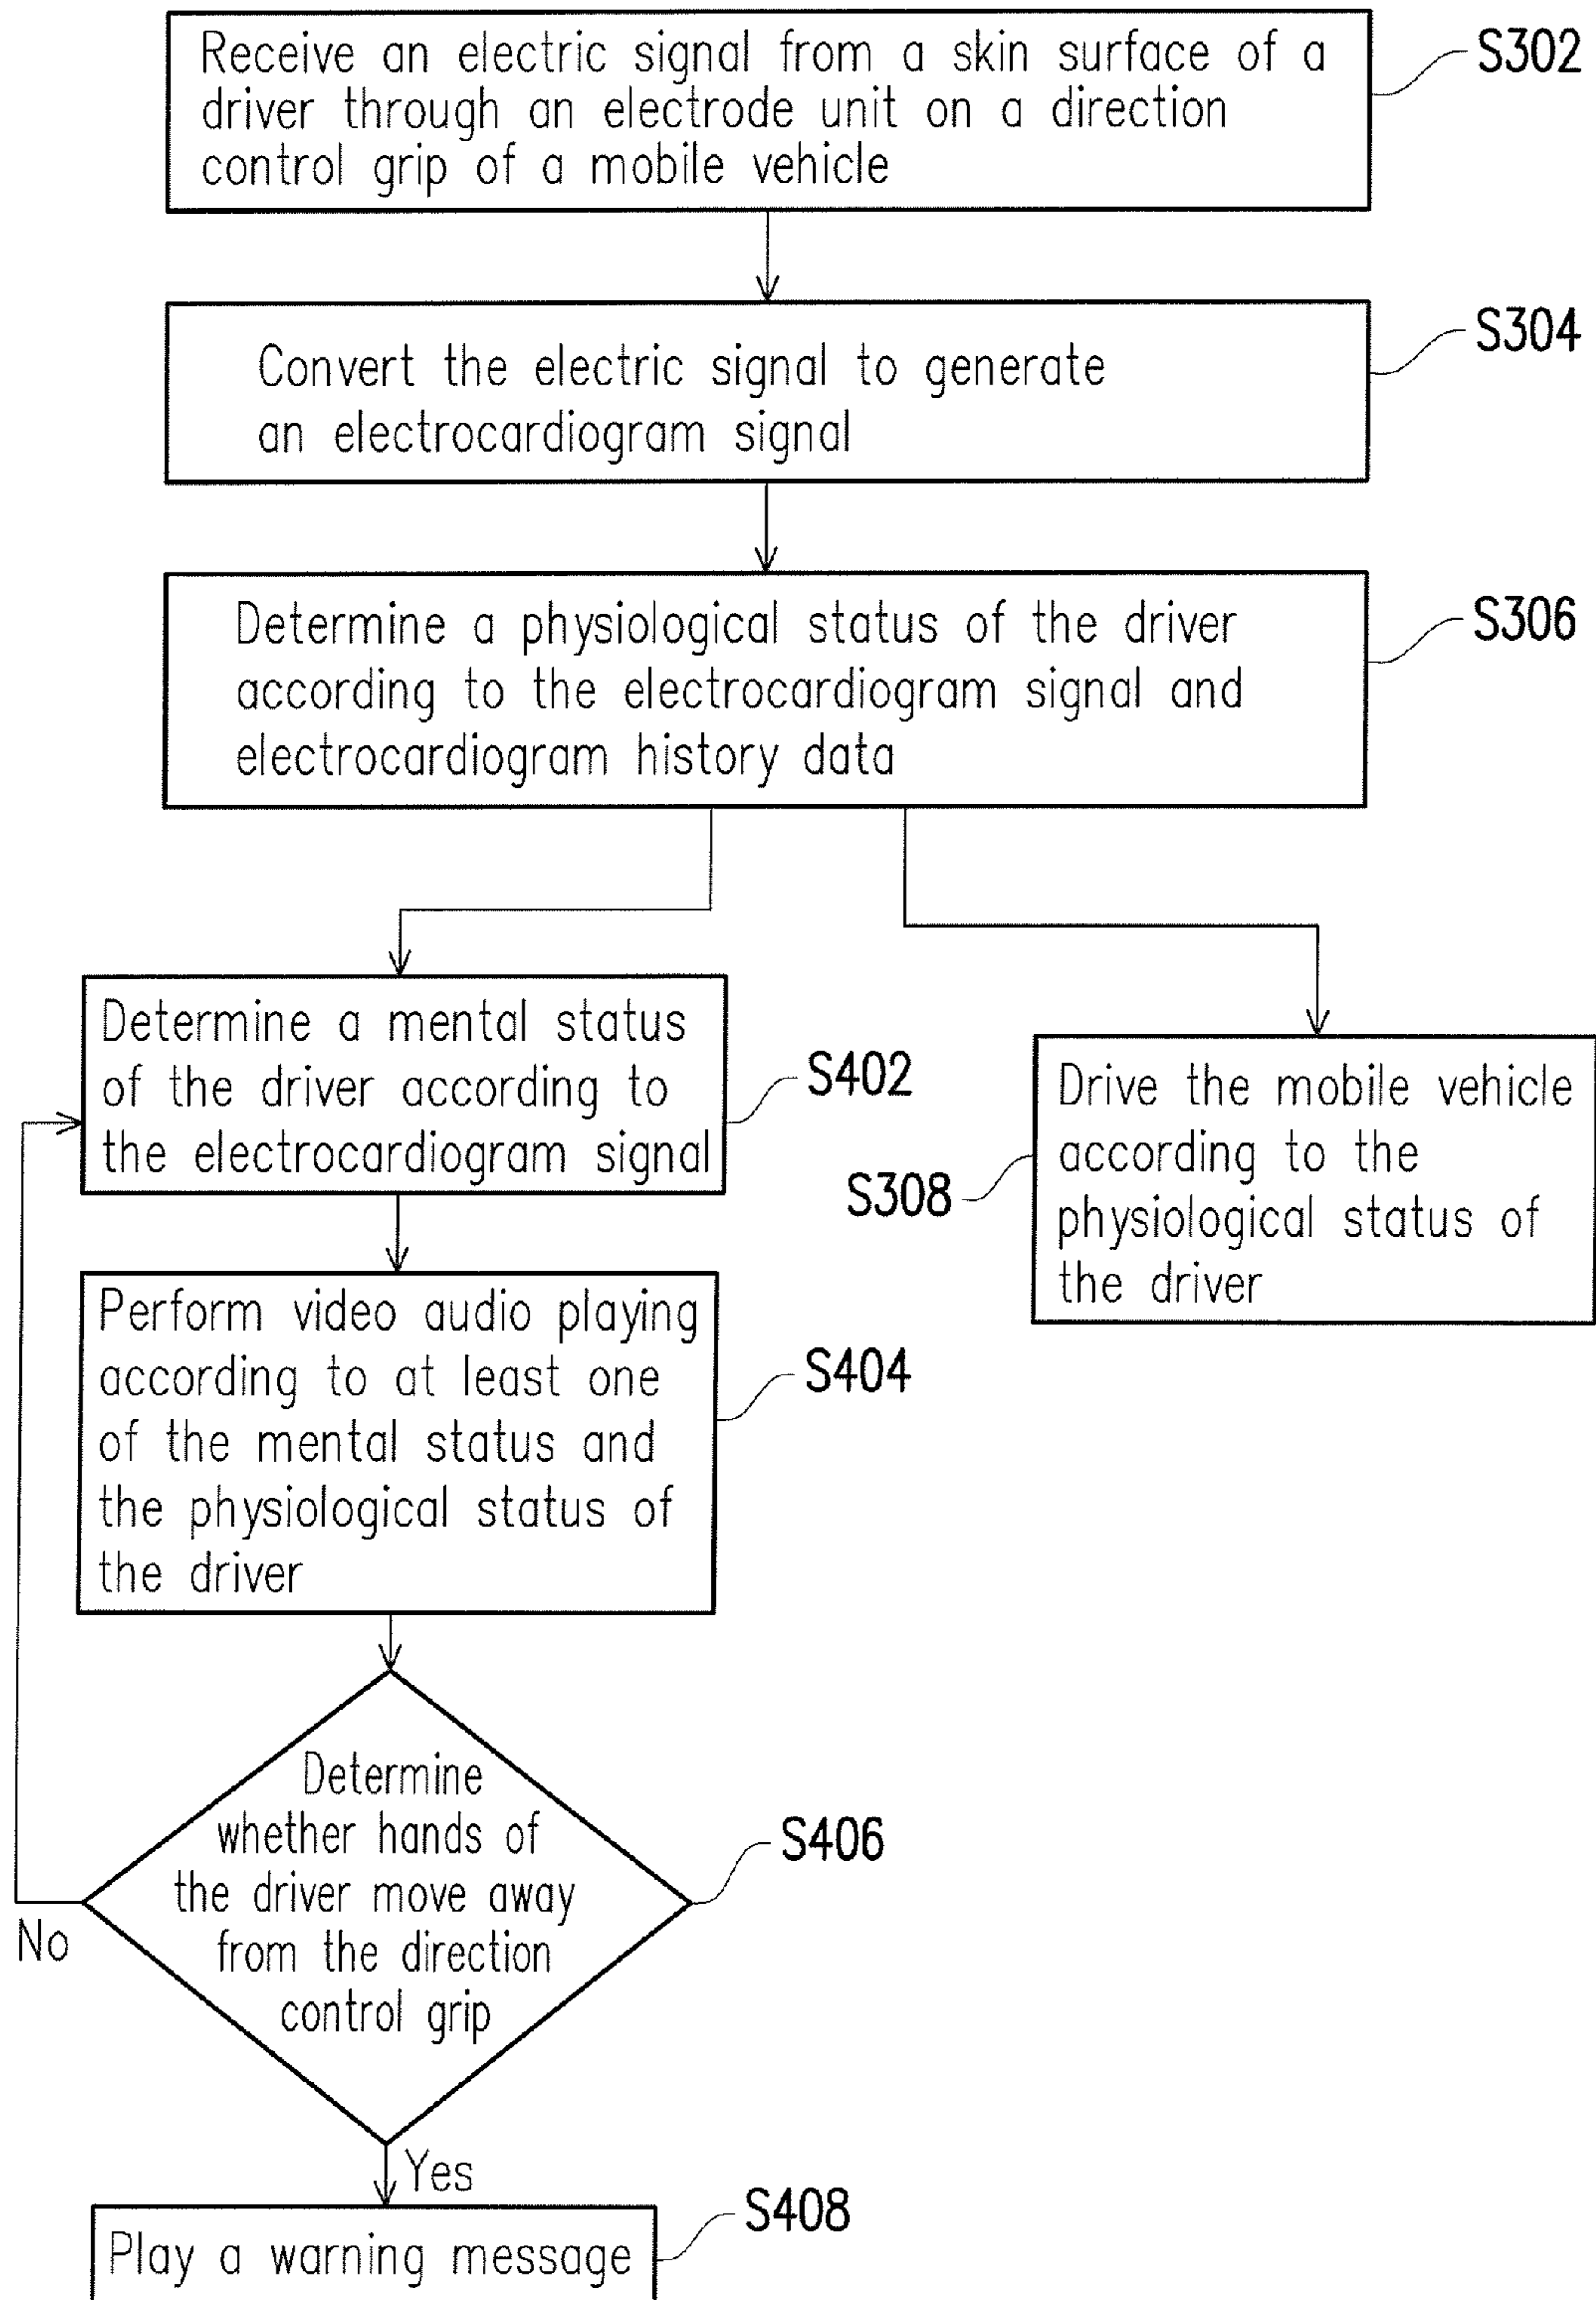 Receive an electric signal from a skin surface of a
driver through an electrode unit on a direction
control grip of a mobile vehicle
S302
Convert the electric signal to generate
an electrocardiogram signal
S304
Determine a physiological status of the driver
according to the electrocardiogram signal and
electrocardiogram history data
S306
Determine a mental status
of the driver according to
the electrocardiogram signal
S402
Drive the mobile vehicle
according to the
physiological status of
the driver
S308
Perform video audio playing
according to at least one
of the mental status and
the physiological status of
the driver
S404
Determine
whether hands of
the driver move away
from the direction
control grip
S406
No
Yes
Play a warning message
S408